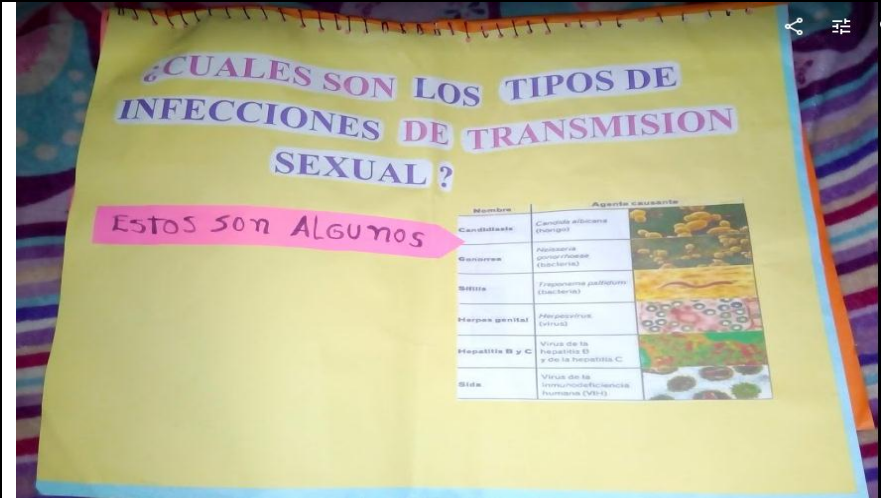 ¿CUALES SON LOS TIPOS DE
INFECCIONES DE TRANSMISION
SEXUAL ?
ESTOS SON ALGUNOS
Nombre Agente causante
Candidiasis Candida albicans
(hongo)
Gonorrea Neisseria
gonorrhoeae
(bacteria)
Sífilis Treponema pallidum
(bacteria)
Herpes genital Herpesvirus
(virus)
Hepatitis B y C Virus de la
hepatitis B
y de la hepatitis C
Sida Virus de la
inmunodeficiencia
humana (VIH)